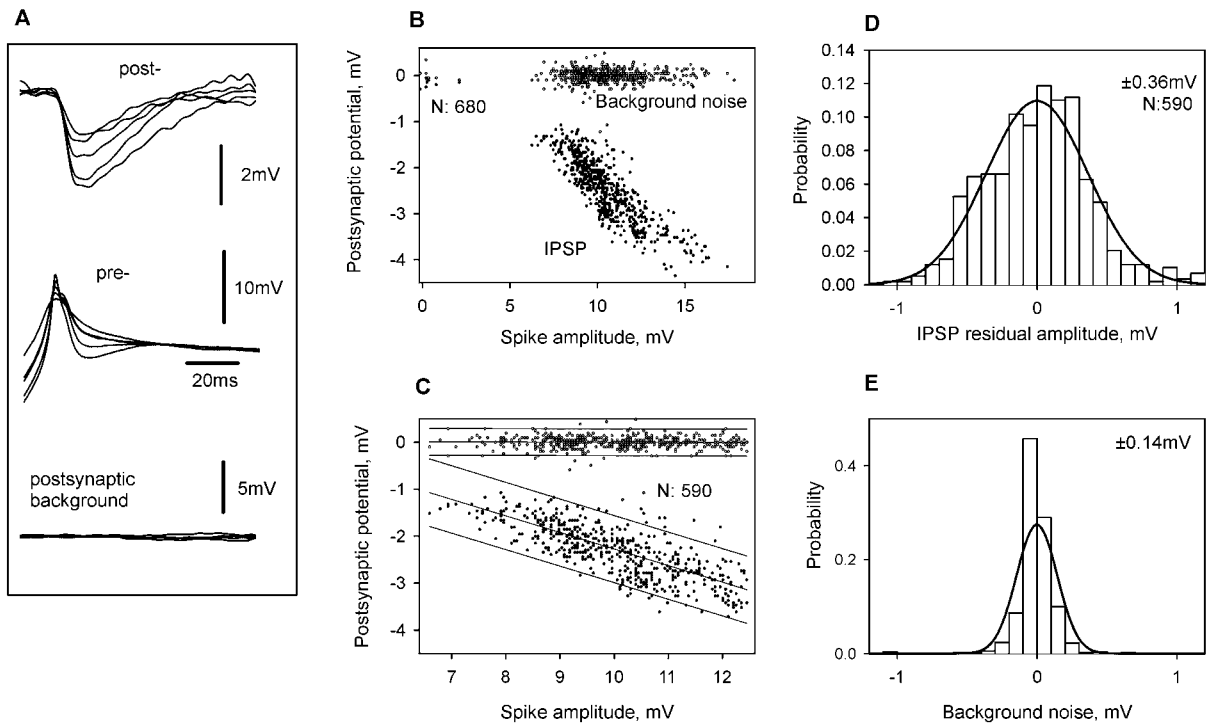 A
post-
2mV
pre-
10mV
20ms
postsynaptic
background
5mV
B
Postsynaptic potential, mV
0
-1
-2
-3
-4
N: 680
Background noise
IPSP
0
5
10
15
Spike amplitude, mV
C
Postsynaptic potential, mV
0
-1
-2
-3
-4
N: 590
7
8
9
10
11
12
Spike amplitude, mV
D
Probability
0.14
0.12
0.10
0.08
0.06
0.04
0.02
0.00
±0.36mV
N:590
-1
0
1
IPSP residual amplitude, mV
E
Probability
0.4
0.2
0.0
±0.14mV
-1
0
1
Background noise, mV